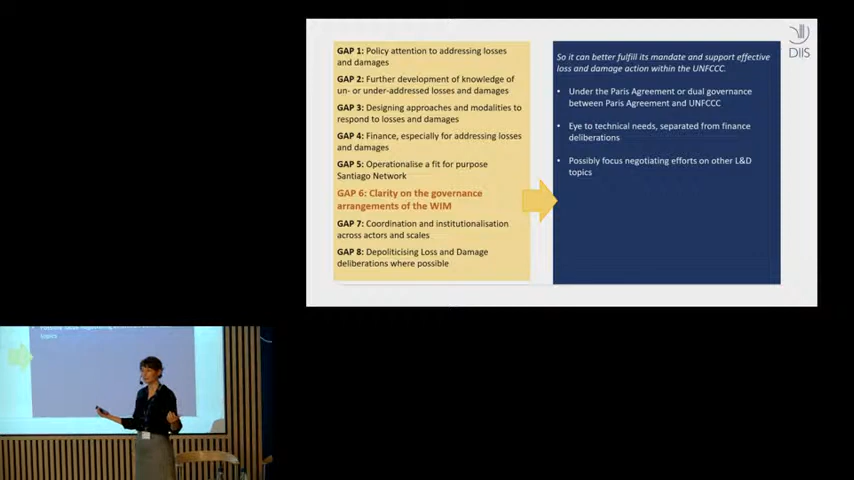 GAP 1: Policy attention to addressing losses
and damages
GAP 2: Further development of knowledge of
un- or under-addressed losses and damages
GAP 3: Designing approaches and modalities to
respond to losses and damages
GAP 4: Finance, especially for addressing losses
and damages
GAP 5: Operationalise a fit for purpose
Santiago Network
GAP 6: Clarity on the governance
arrangements of the WIM
GAP 7: Coordination and institutionalisation
across actors and scales
GAP 8: Depoliticising Loss and Damage
deliberations where possible
So it can better fulfill its mandate and support effective
loss and damage action within the UNFCCC.
• Under the Paris Agreement or dual governance
between Paris Agreement and UNFCCC
• Eye to technical needs, separated from finance
deliberations
• Possibly focus negotiating efforts on other L&D
topics
DIIS
topics